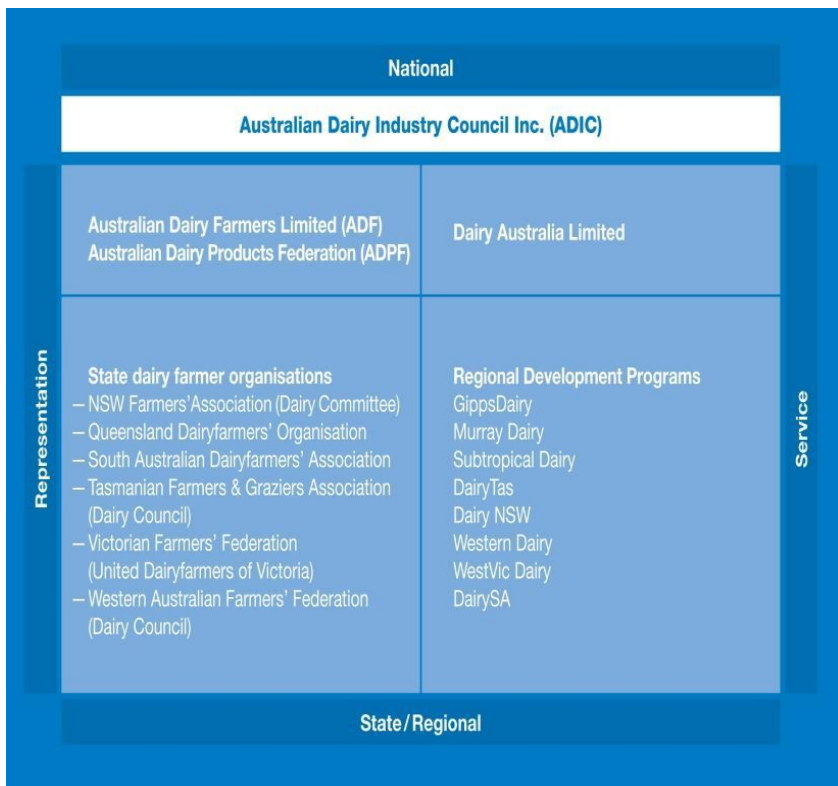 National
Australian Dairy Industry Council Inc. (ADIC)
Representation
Australian Dairy Farmers Limited (ADF)
Australian Dairy Products Federation (ADPF)
Dairy Australia Limited
State dairy farmer organisations
– NSW Farmers' Association (Dairy Committee)
– Queensland Dairyfarmers' Organisation
– South Australian Dairyfarmers' Association
– Tasmanian Farmers & Graziers Association
(Dairy Council)
– Victorian Farmers' Federation
(United Dairyfarmers of Victoria)
– Western Australian Farmers' Federation
(Dairy Council)
Regional Development Programs
GippsDairy
Murray Dairy
Subtropical Dairy
DairyTas
Dairy NSW
Western Dairy
WestVic Dairy
DairySA
Service
State/Regional